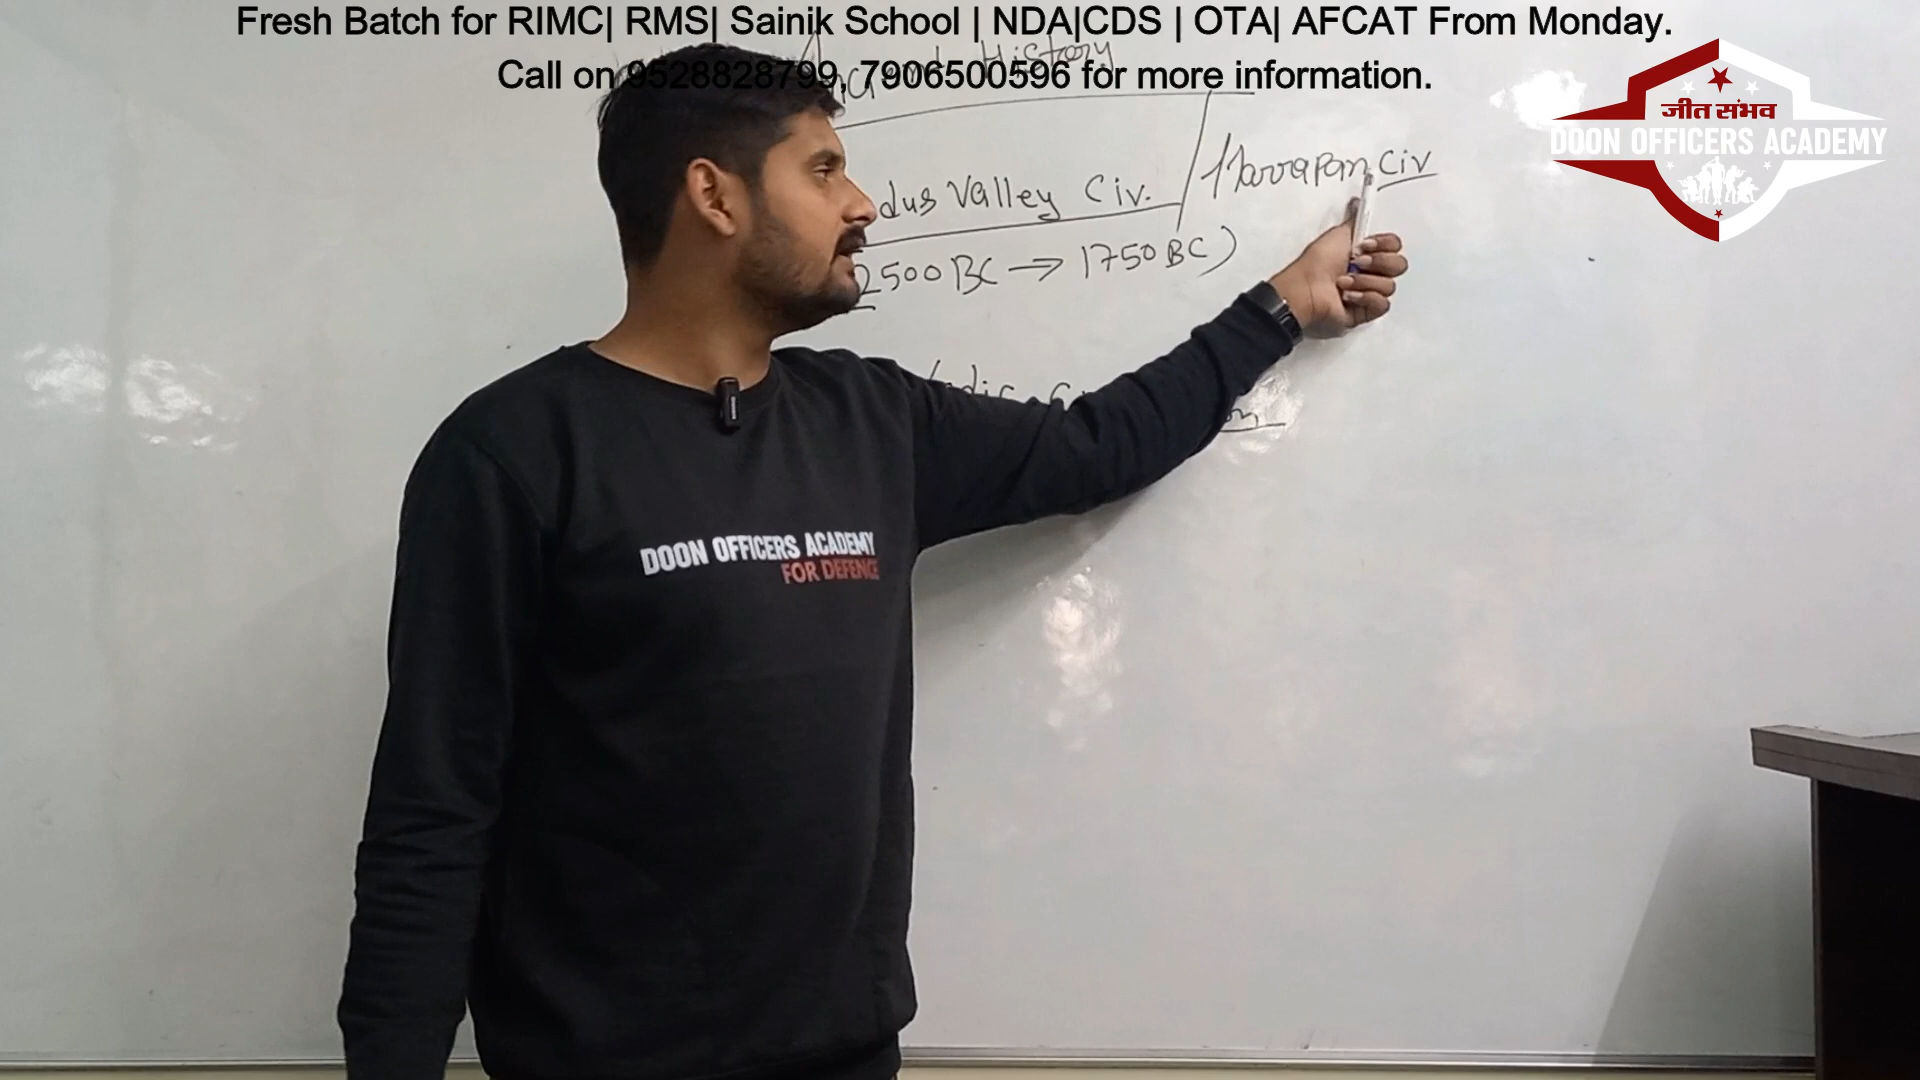 Fresh Batch for RIMC| RMS| Sainik School | NDA|CDS | OTA| AFCAT From Monday.
Call on 9528828799, 7906500596 for more information.
History
जीत संभव
DOON OFFICERS ACADEMY
dus Valley Civ. / Harrapan Civ
2500 BC → 1750 BC)
DOON OFFICERS ACADEMY
FOR DEFENCE